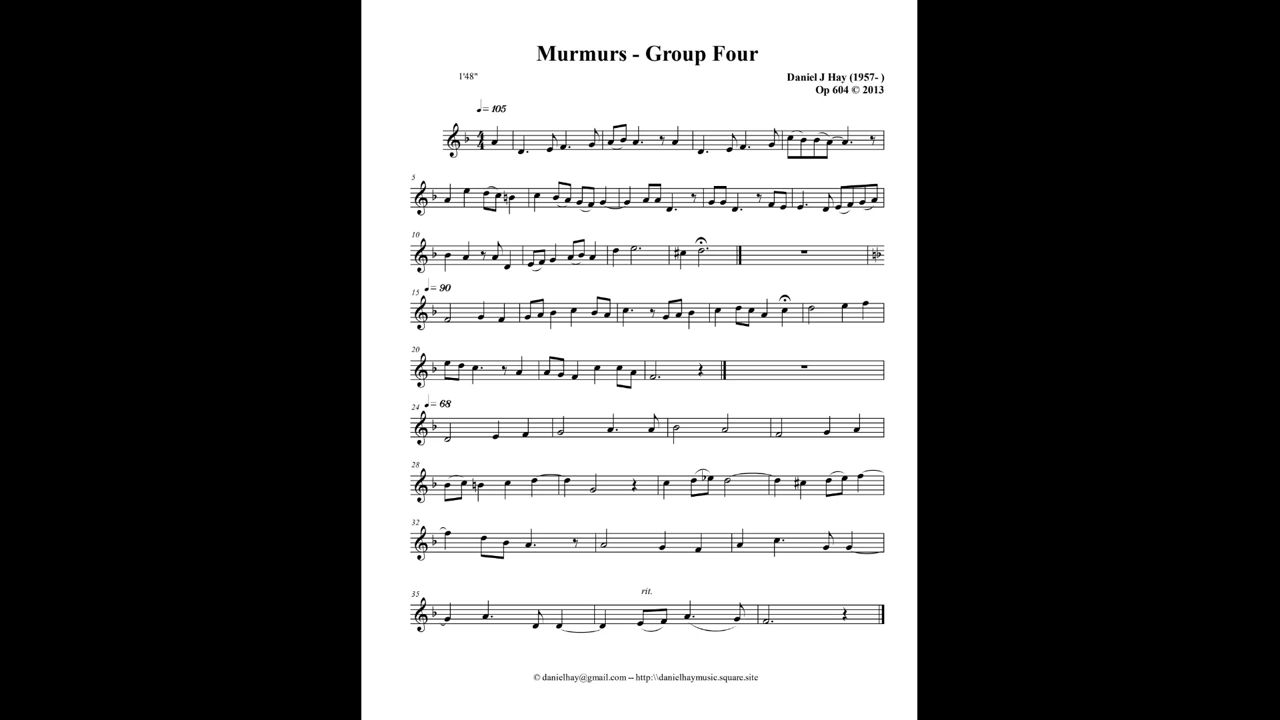 Murmurs - Group Four
1'48"
Daniel J Hay (1957- )
Op 604 © 2013
= 105
5
10
15
= 90
20
24
= 68
28
32
35
rit.
© danielhay@gmail.com -- http:\\danielhaymusic.square.site